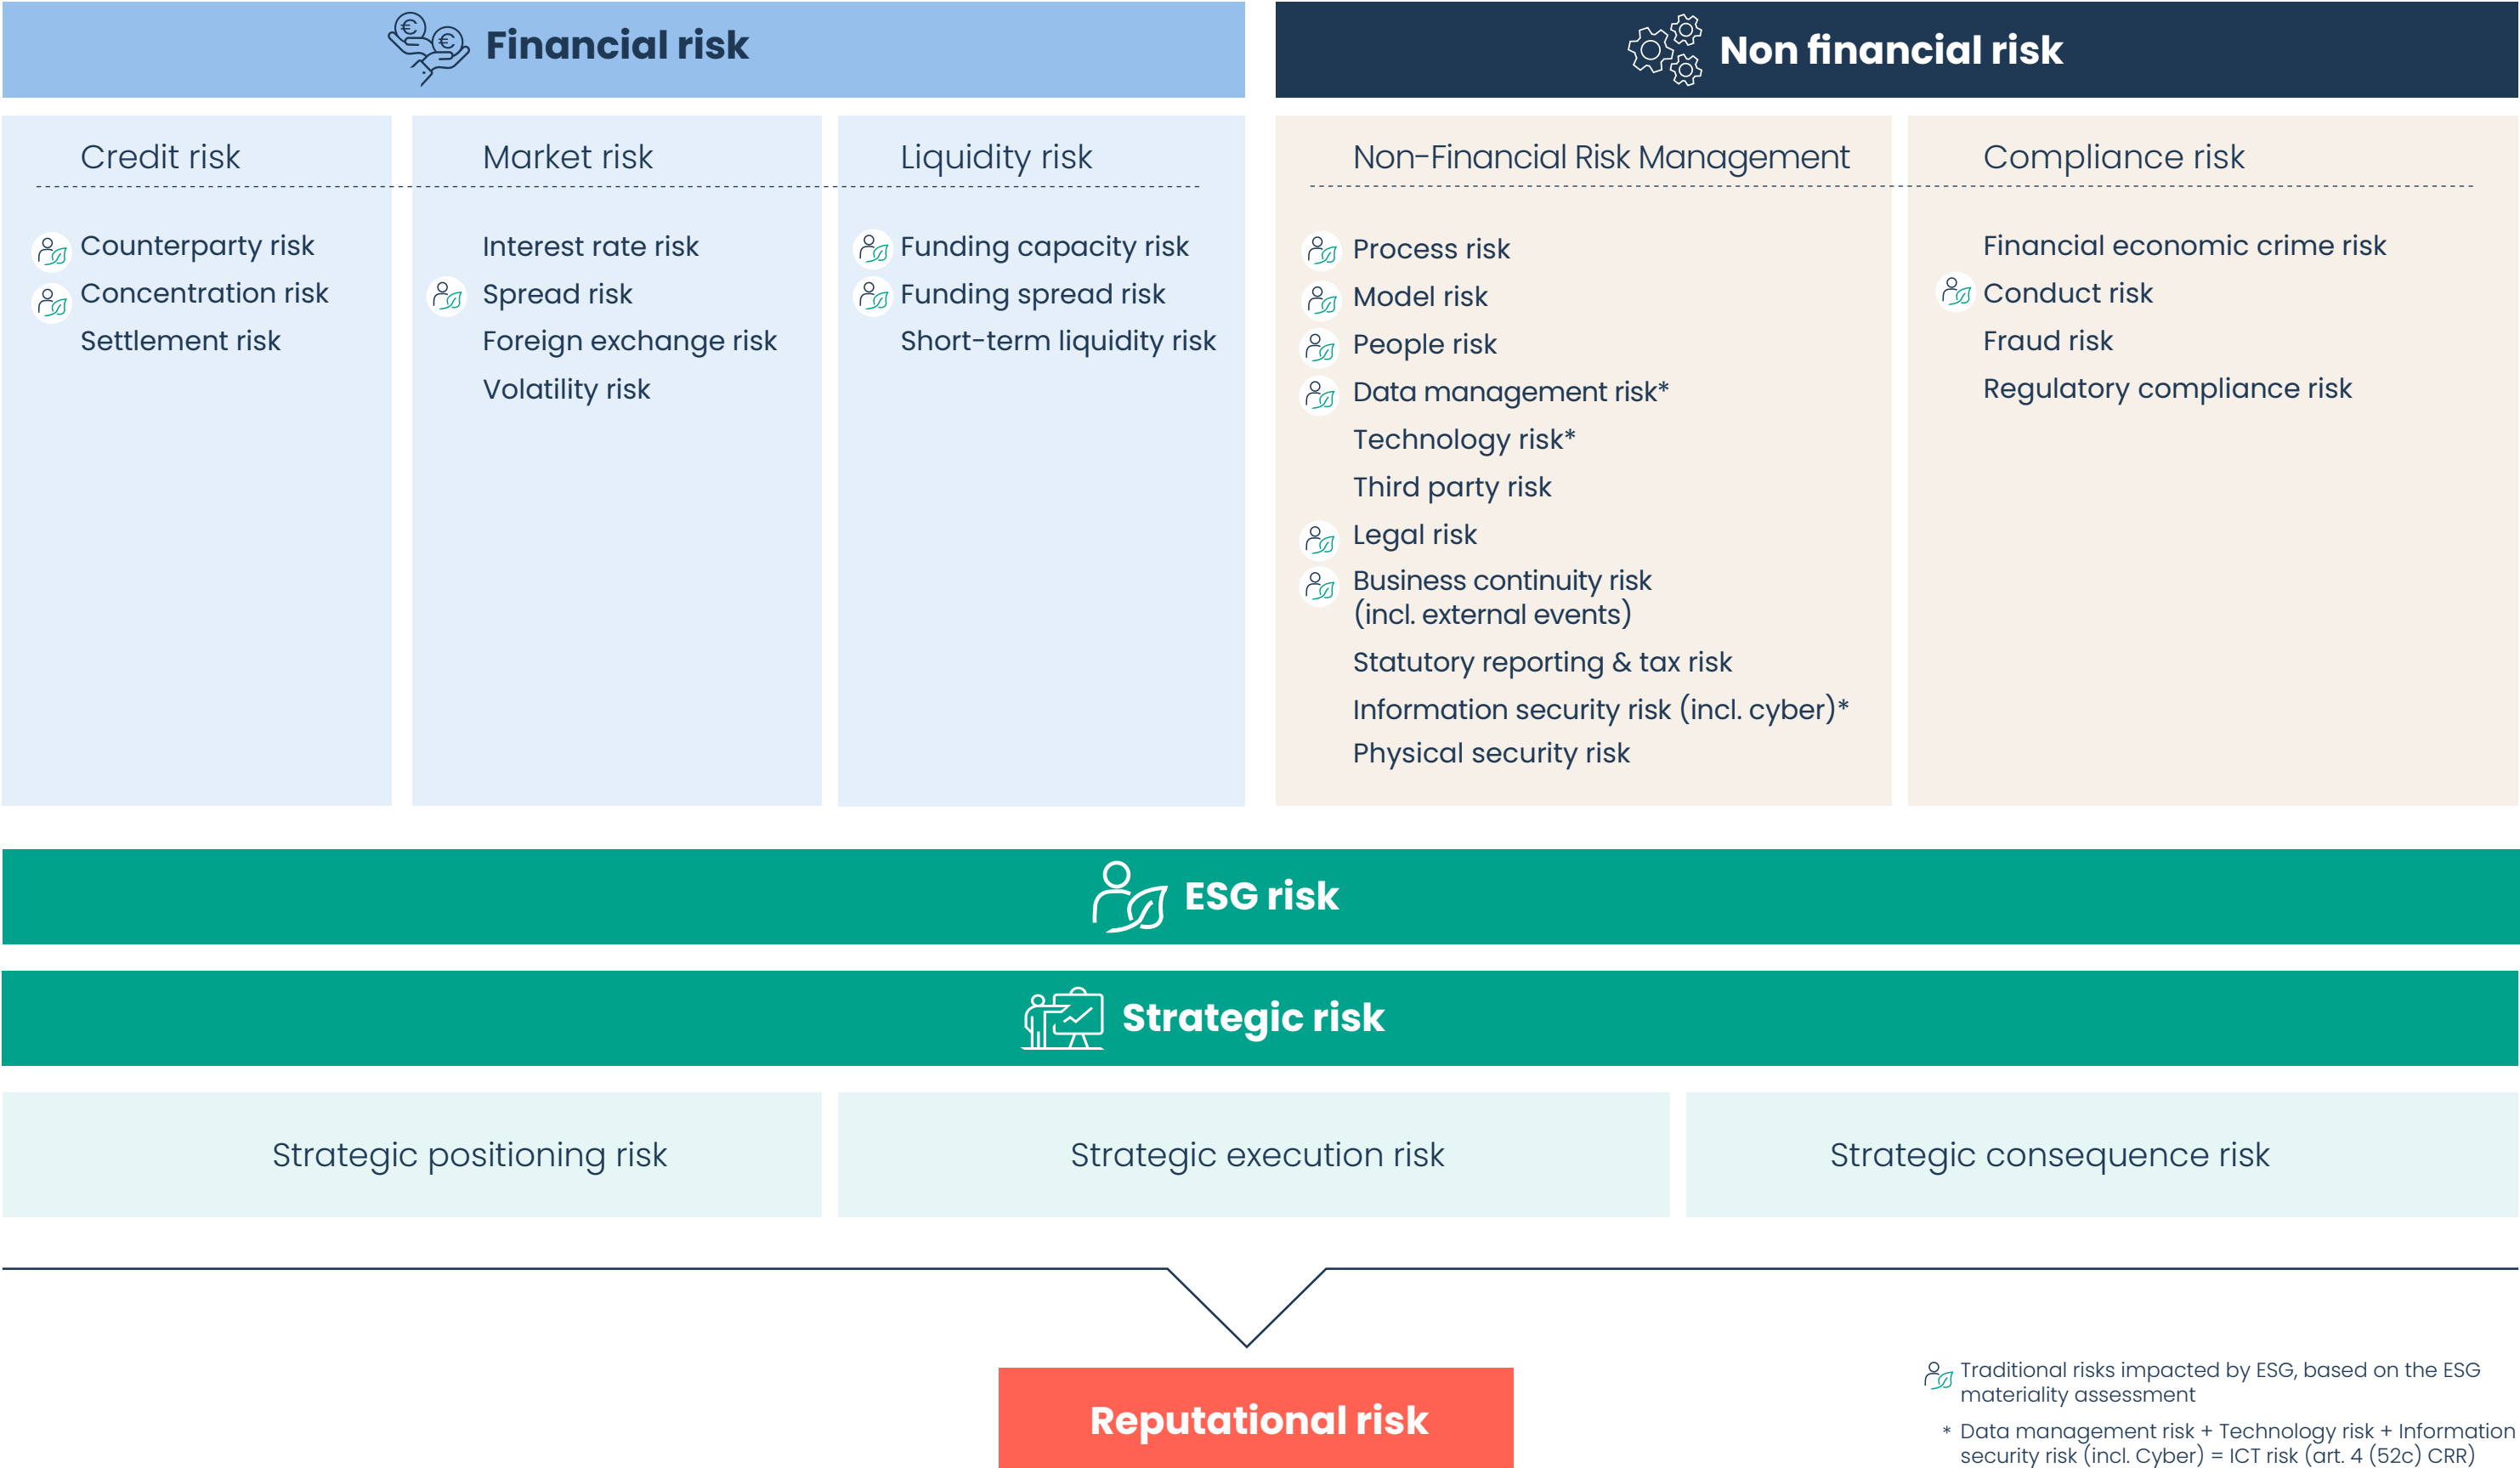 Financial risk
Non financial risk
Credit risk
Counterparty risk
Concentration risk
Settlement risk
Market risk
Interest rate risk
Spread risk
Foreign exchange risk
Volatility risk
Liquidity risk
Funding capacity risk
Funding spread risk
Short-term liquidity risk
Non-Financial Risk Management
Process risk
Model risk
People risk
Data management risk*
Technology risk*
Third party risk
Legal risk
Business continuity risk
(incl. external events)
Statutory reporting & tax risk
Information security risk (incl. cyber)*
Physical security risk
Compliance risk
Financial economic crime risk
Conduct risk
Fraud risk
Regulatory compliance risk
ESG risk
Strategic risk
Strategic positioning risk
Strategic execution risk
Strategic consequence risk
Reputational risk
Traditional risks impacted by ESG, based on the ESG
materiality assessment
* Data management risk + Technology risk + Information
security risk (incl. Cyber) = ICT risk (art. 4 (52c) CRR)